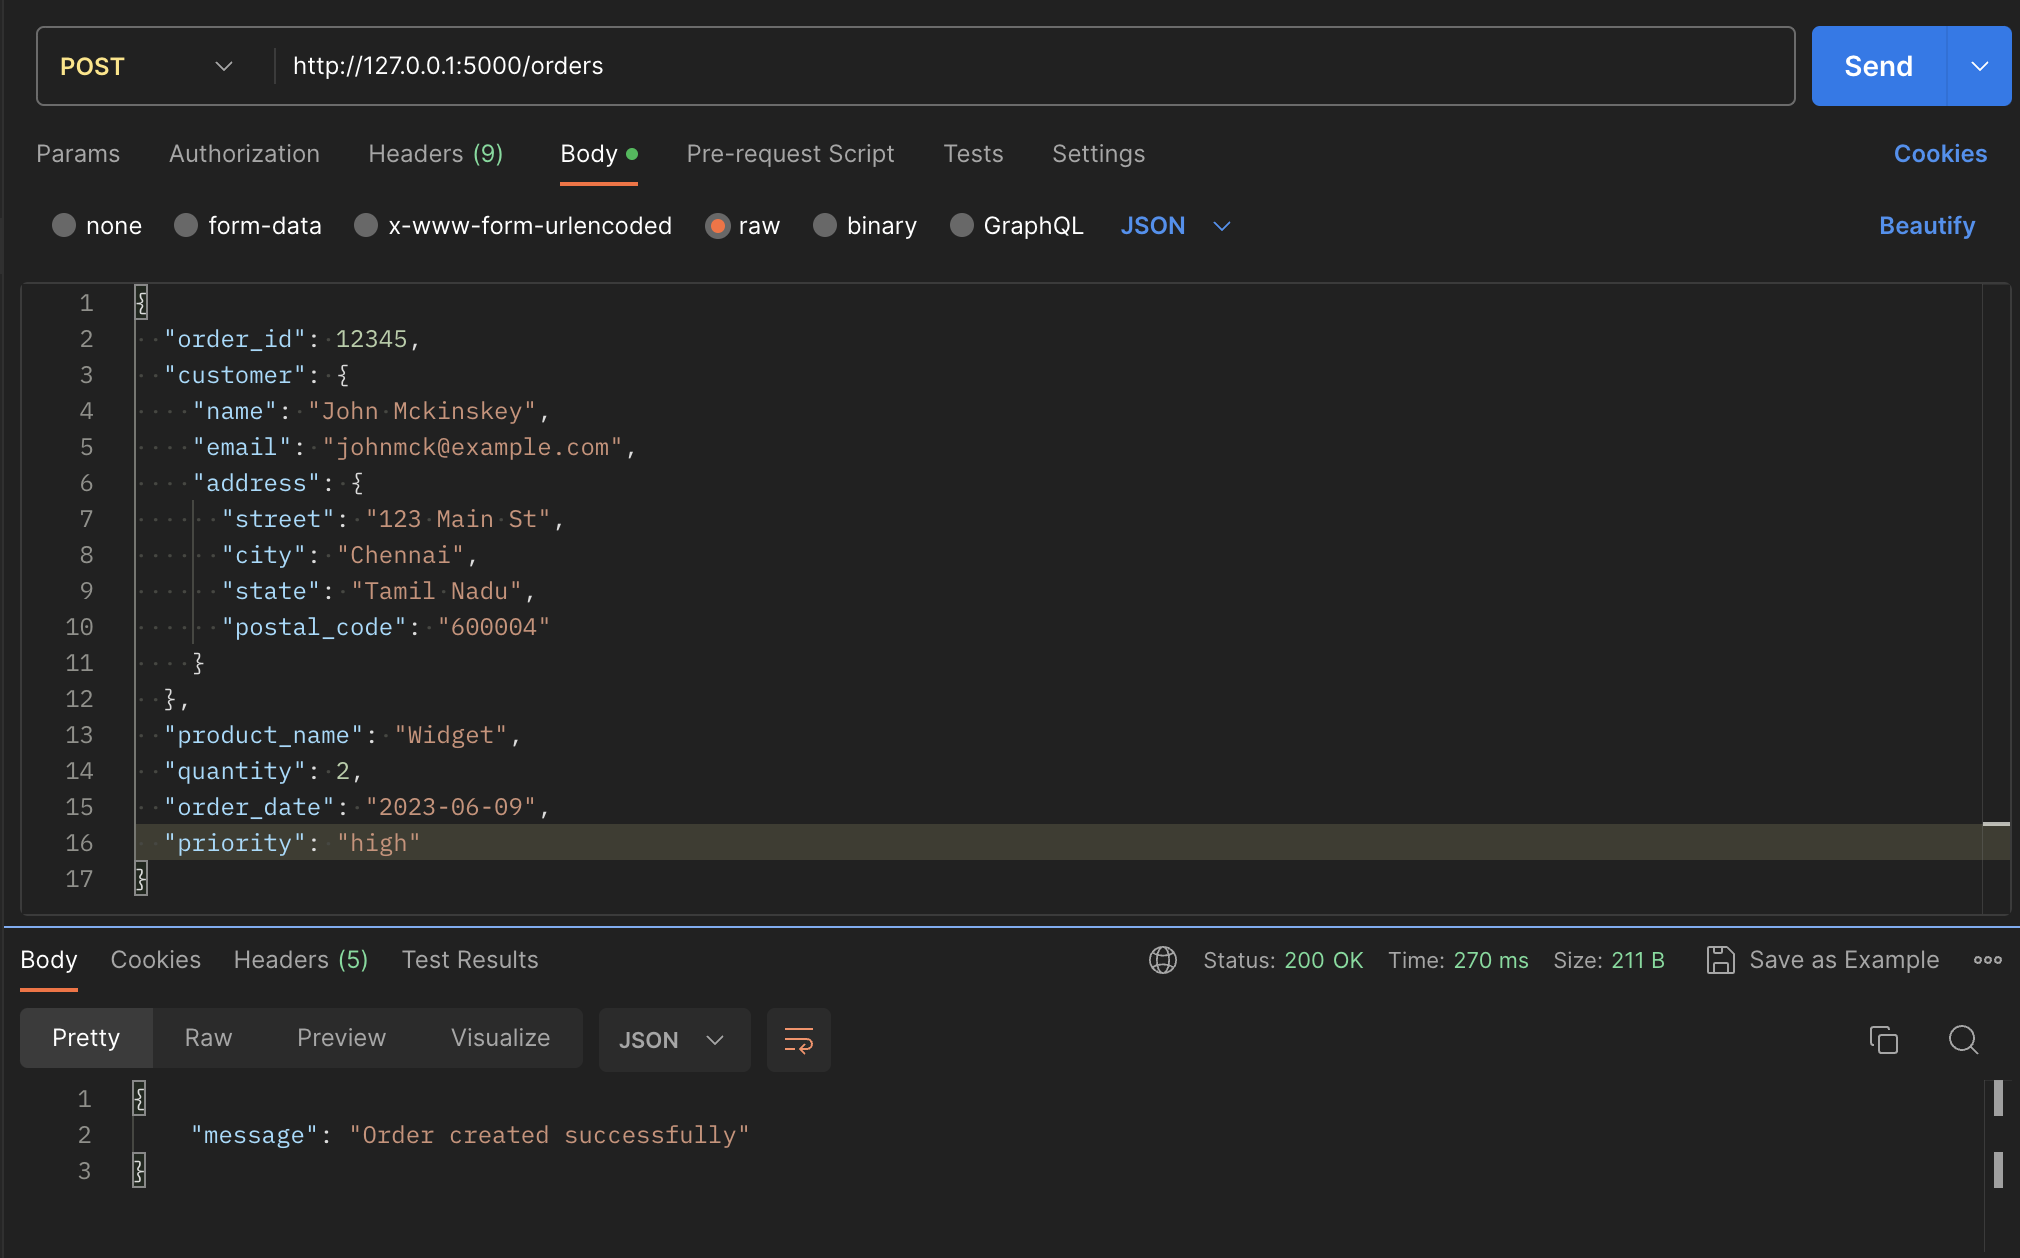 POST http://127.0.0.1:5000/orders Send
Params Authorization Headers (9) Body Pre-request Script Tests Settings Cookies
none form-data x-www-form-urlencoded raw binary GraphQL JSON Beautify
1 {
2 "order_id": 12345,
3 "customer": {
4 "name": "John Mckinskey",
5 "email": "johnmck@example.com",
6 "address": {
7 "street": "123 Main St",
8 "city": "Chennai",
9 "state": "Tamil Nadu",
10 "postal_code": "600004"
11 }
12 },
13 "product_name": "Widget",
14 "quantity": 2,
15 "order_date": "2023-06-09",
16 "priority": "high"
17 }
Body Cookies Headers (5) Test Results Status: 200 OK Time: 270 ms Size: 211 B Save as Example
Pretty Raw Preview Visualize JSON
1 {
2 "message": "Order created successfully"
3 }